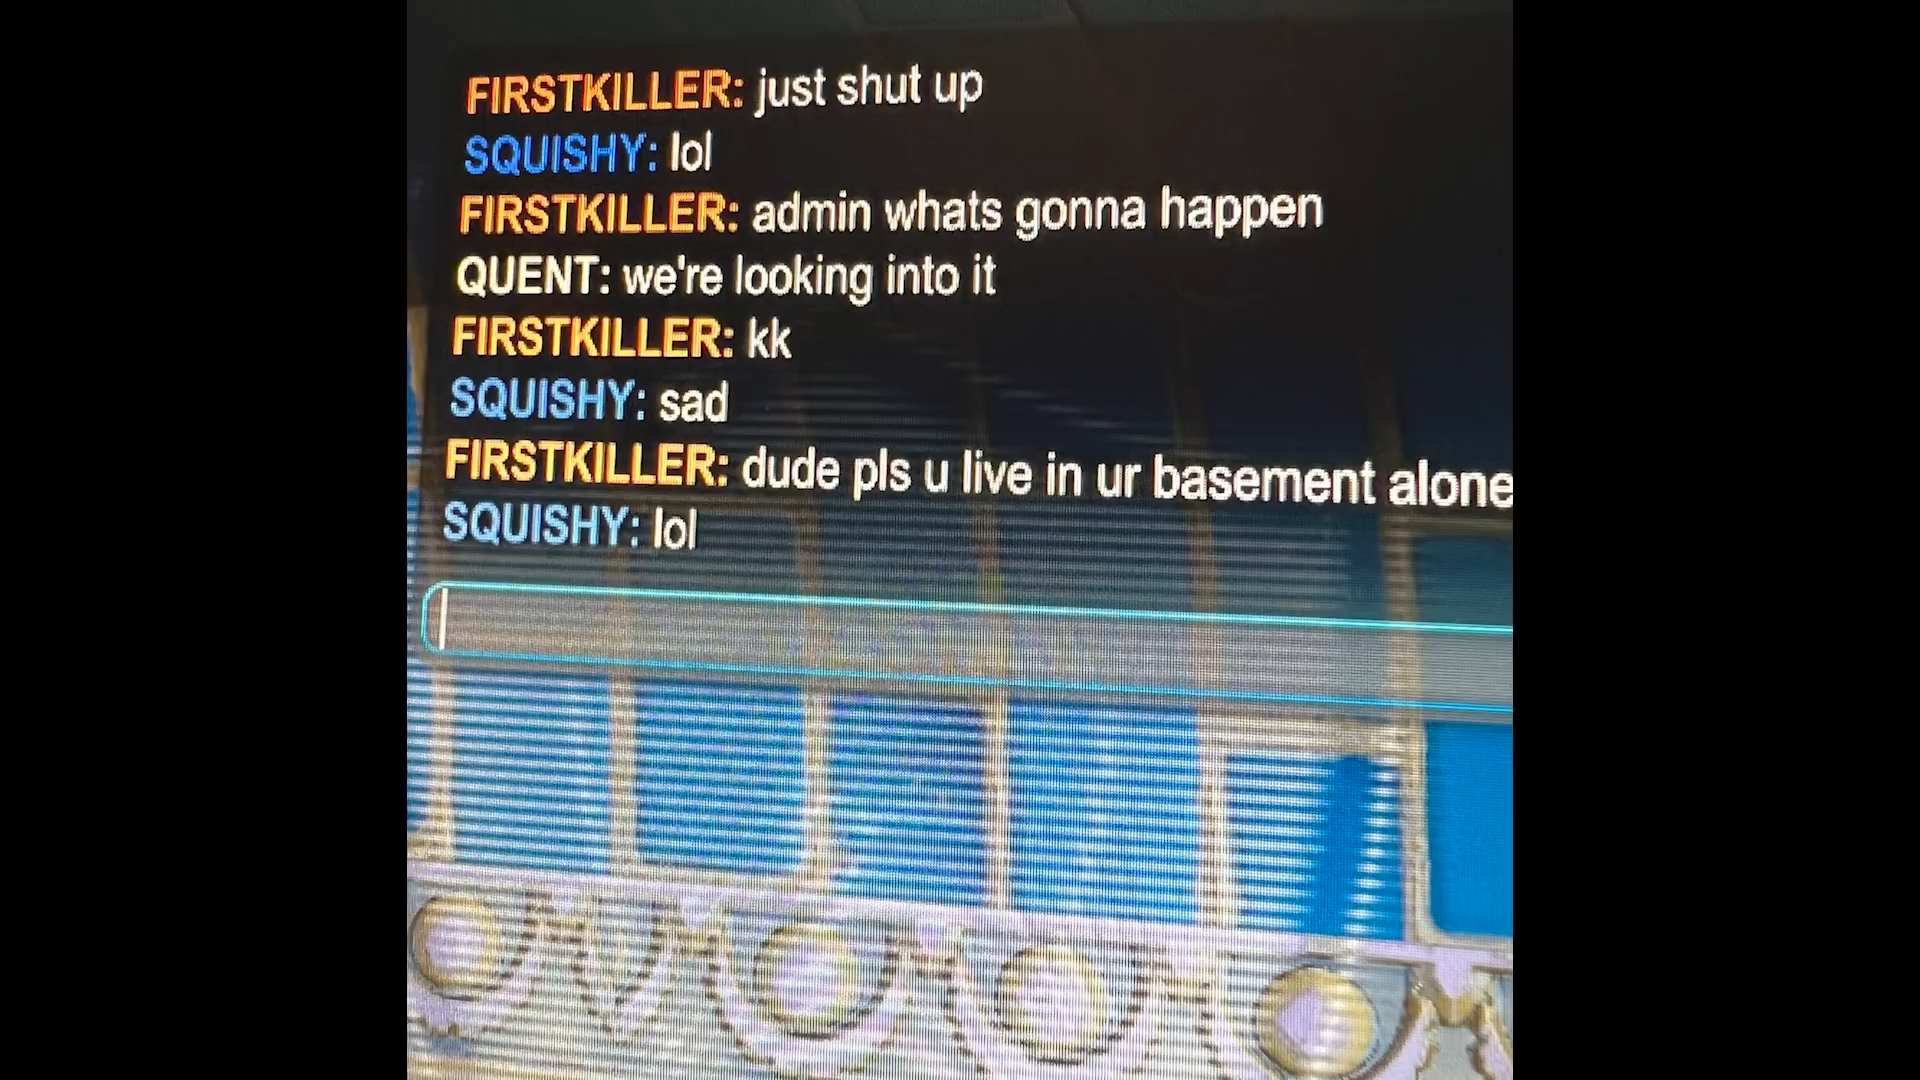 FIRSTKILLER: just shut up
SQUISHY: lol
FIRSTKILLER: admin whats gonna happen
QUENT: we're looking into it
FIRSTKILLER: kk
SQUISHY: sad
FIRSTKILLER: dude pls u live in ur basement alone
SQUISHY: lol